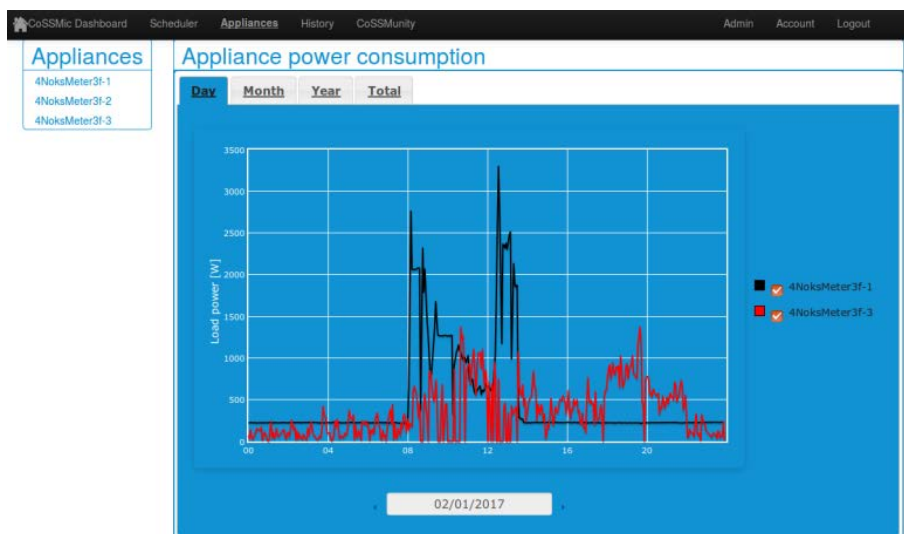 CoSSMic Dashboard Scheduler Appliances History CoSSMunity Admin Account Logout
Appliances
4NoksMeter3f-1
4NoksMeter3f-2
4NoksMeter3f-3
Appliance power consumption
Day Month Year Total
3500
3000
2500
2000
1500
1000
500
0
Load power [W]
00 04 08 12 16 20
4NoksMeter3f-1
4NoksMeter3f-3
02/01/2017